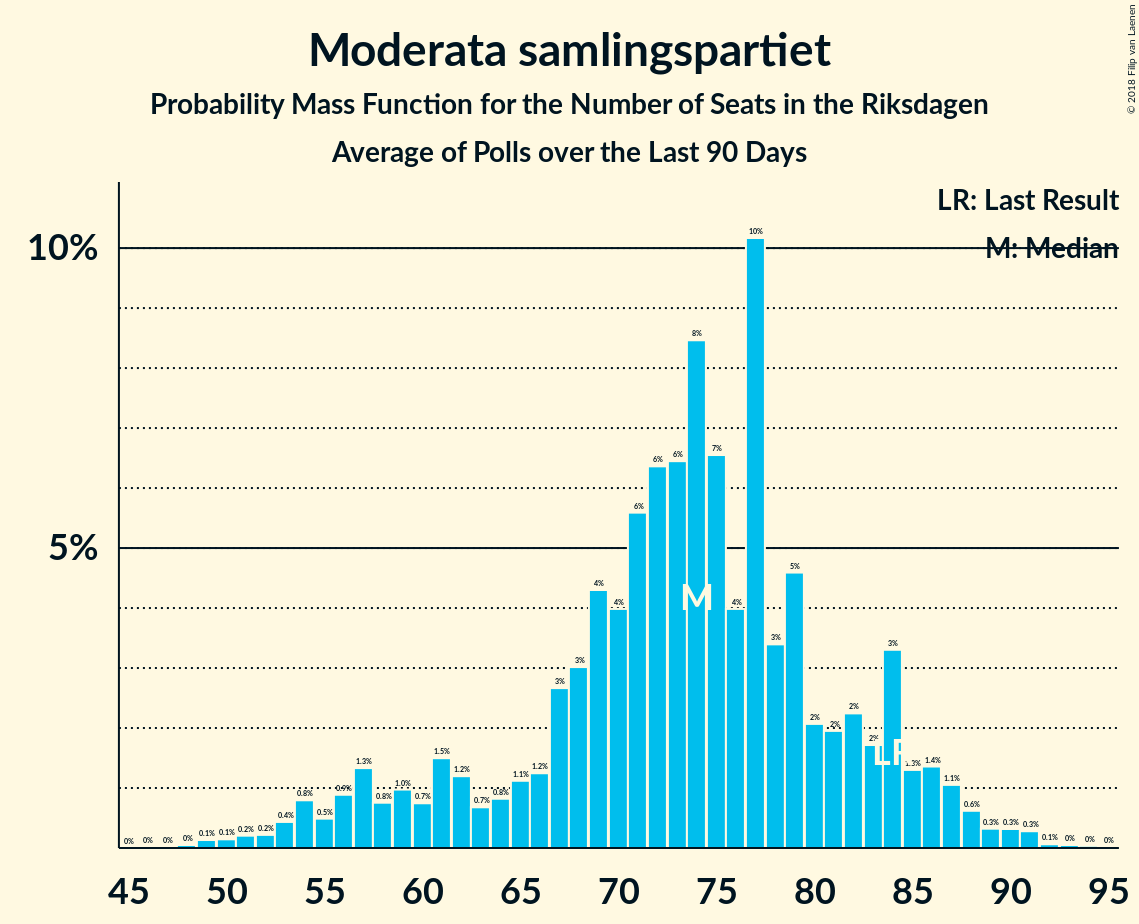 © 2018 Filip van Laenen
Moderata samlingspartiet
Probability Mass Function for the Number of Seats in the Riksdagen
Average of Polls over the Last 90 Days
LR: Last Result
M: Median
10%
5%
0% 0% 0% 0% 0.1% 0.1% 0.2% 0.2% 0.4% 0.8% 0.5% 0.9% 1.3% 0.8% 1.0% 0.7% 1.5% 1.2% 0.7% 0.8% 1.1% 1.2% 3% 3% 4% 4% 6% 6% 6% 8% 7% 4% 10% 3% 5% 2% 2% 2% 2% 3% 1.3% 1.4% 1.1% 0.6% 0.3% 0.3% 0.3% 0.1% 0% 0% 0%
M
LR
45 50 55 60 65 70 75 80 85 90 95